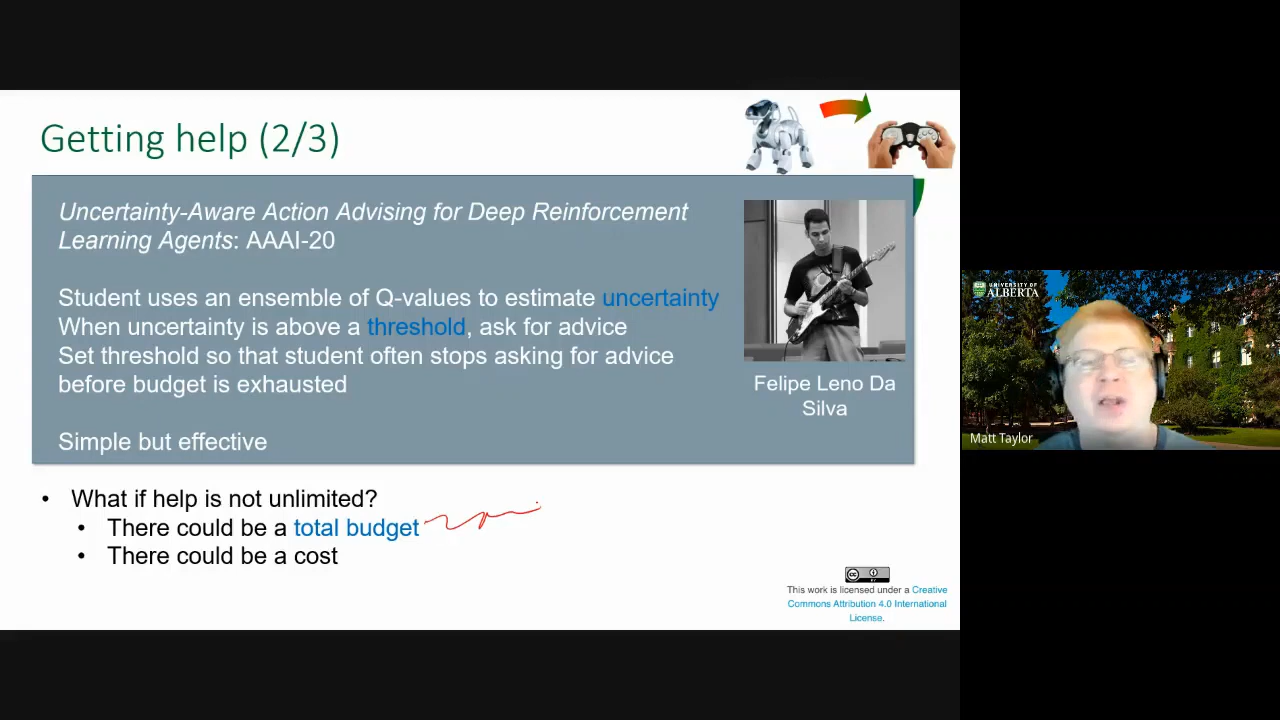 Getting help (2/3)
Uncertainty-Aware Action Advising for Deep Reinforcement
Learning Agents: AAAI-20
Student uses an ensemble of Q-values to estimate uncertainty
When uncertainty is above a threshold, ask for advice
Set threshold so that student often stops asking for advice
before budget is exhausted
Simple but effective
Felipe Leno Da
Silva
• What if help is not unlimited?
• There could be a total budget
• There could be a cost
This work is licensed under a Creative
Commons Attribution 4.0 International
License.
UNIVERSITY OF
ALBERTA
Matt Taylor